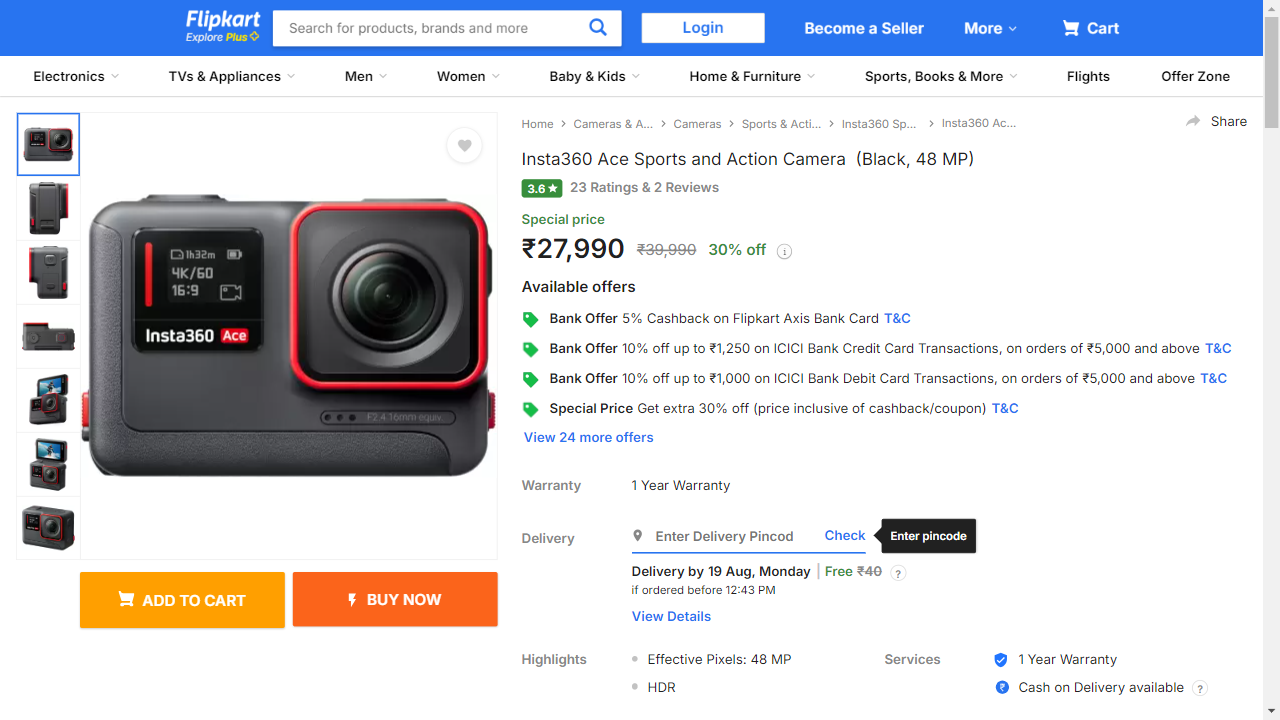 Flipkart
Explore Plus
Search for products, brands and more
Login
Become a Seller
More
Cart
Electronics
TVs & Appliances
Men
Women
Baby & Kids
Home & Furniture
Sports, Books & More
Flights
Offer Zone
Home
Cameras & A...
Cameras
Sports & Acti...
Insta360 Sp...
Insta360 Ac...
Share
Insta360 Ace Sports and Action Camera (Black, 48 MP)
3.6
23 Ratings & 2 Reviews
Special price
₹27,990 ₹39,990 30% off
Available offers
Bank Offer 5% Cashback on Flipkart Axis Bank Card T&C
Bank Offer 10% off up to ₹1,250 on ICICI Bank Credit Card Transactions, on orders of ₹5,000 and above T&C
Bank Offer 10% off up to ₹1,000 on ICICI Bank Debit Card Transactions, on orders of ₹5,000 and above T&C
Special Price Get extra 30% off (price inclusive of cashback/coupon) T&C
View 24 more offers
1h32m
4K/60
16:9
Insta360 Ace
F2.4 16mm equiv.
ADD TO CART
BUY NOW
Warranty
1 Year Warranty
Delivery
Enter Delivery Pincod
Check
Enter pincode
Delivery by 19 Aug, Monday | Free ₹40 ?
if ordered before 12:43 PM
View Details
Highlights
Effective Pixels: 48 MP
HDR
Services
1 Year Warranty
Cash on Delivery available ?